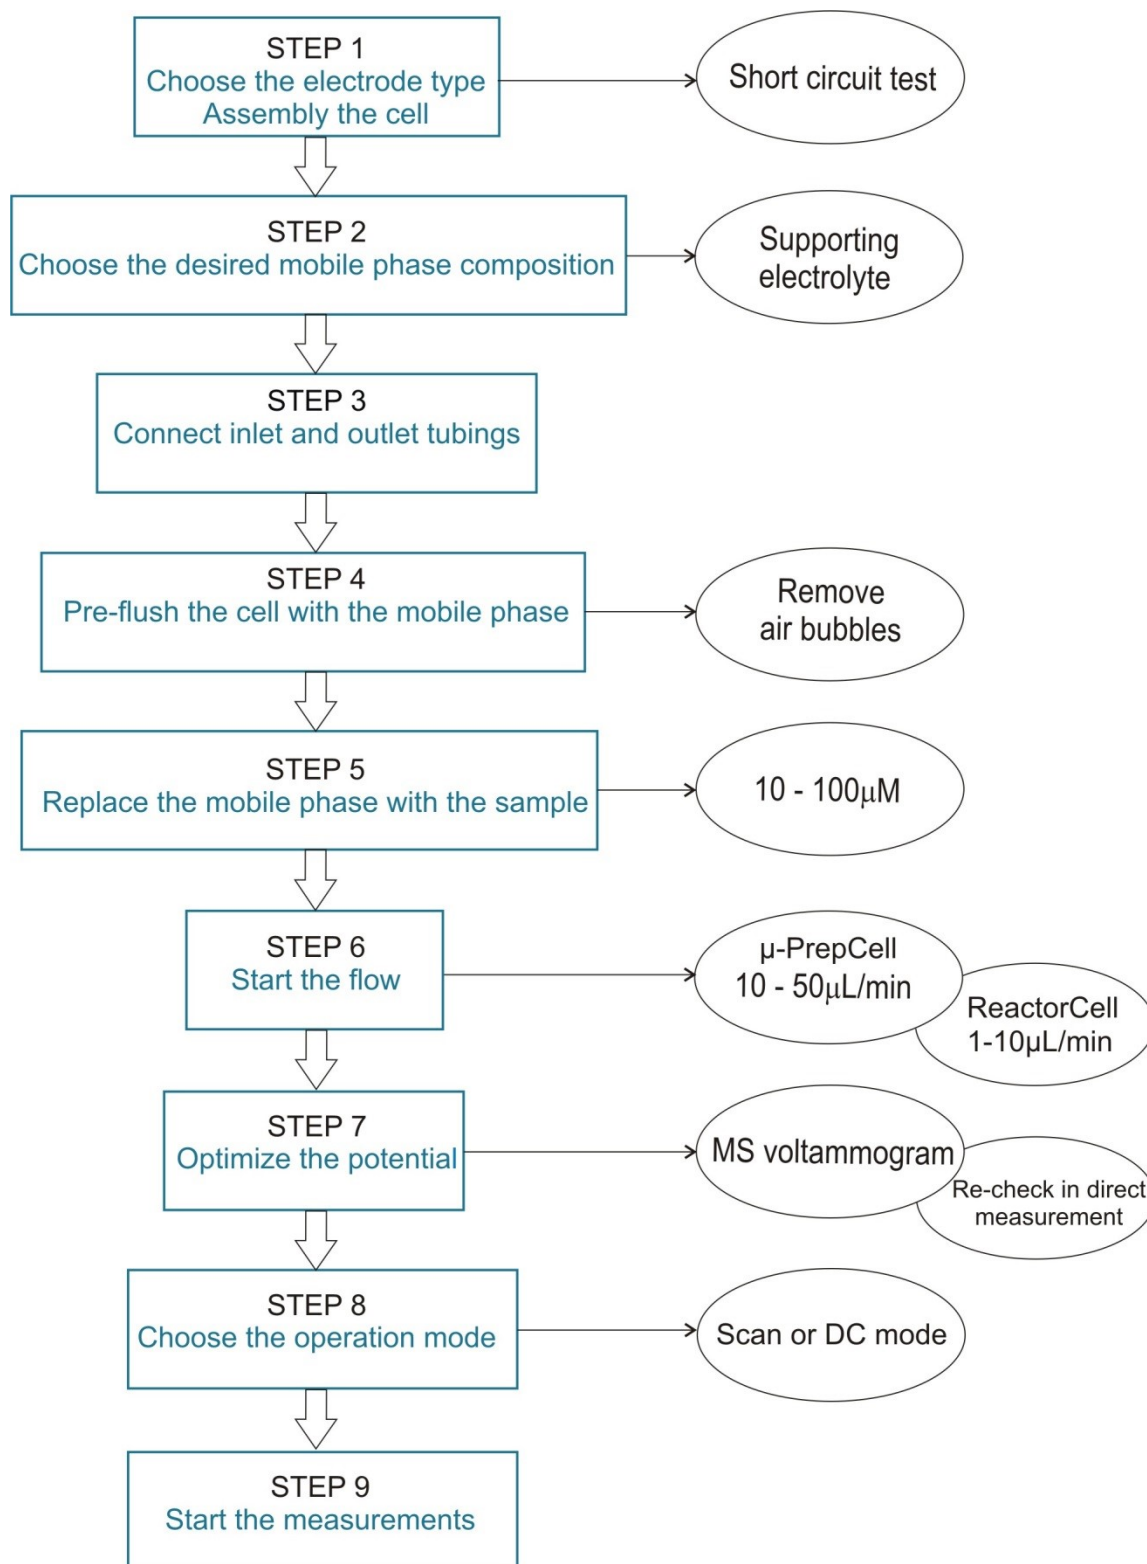 STEP 1
Choose the electrode type
Assembly the cell
Short circuit test
STEP 2
Choose the desired mobile phase composition
Supporting
electrolyte
STEP 3
Connect inlet and outlet tubings
STEP 4
Pre-flush the cell with the mobile phase
Remove
air bubbles
STEP 5
Replace the mobile phase with the sample
10 - 100μM
STEP 6
Start the flow
µ-PrepCell
10 - 50μL/min
ReactorCell
1-10µL/min
STEP 7
Optimize the potential
MS voltammogram
Re-check in direct
measurement
STEP 8
Choose the operation mode
Scan or DC mode
STEP 9
Start the measurements